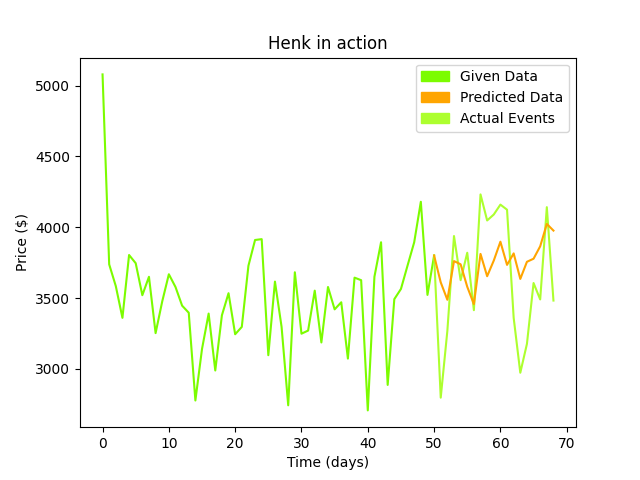 Henk in action
Given Data
Predicted Data
Actual Events
Price ($)
5000
4500
4000
3500
3000
0 10 20 30 40 50 60 70
Time (days)